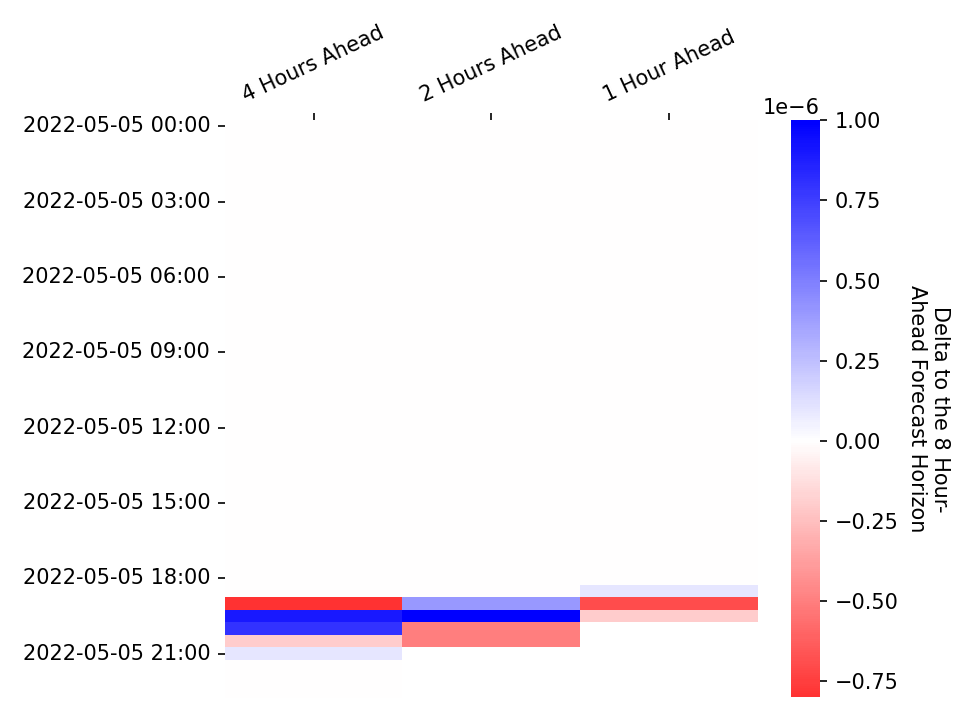 4 Hours Ahead
2 Hours Ahead
1 Hour Ahead
2022-05-05 00:00
2022-05-05 03:00
2022-05-05 06:00
2022-05-05 09:00
2022-05-05 12:00
2022-05-05 15:00
2022-05-05 18:00
2022-05-05 21:00
1e−6
1.00
0.75
0.50
0.25
0.00
−0.25
−0.50
−0.75
Delta to the 8 Hour-
Ahead Forecast Horizon